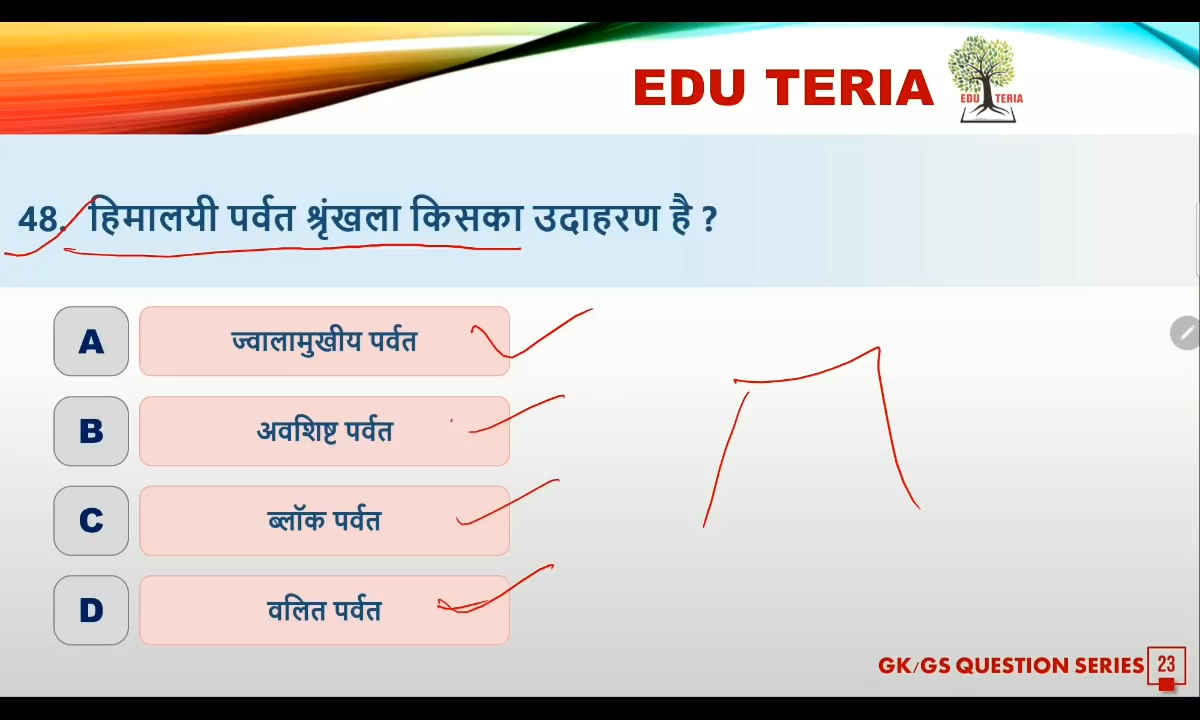 EDU TERIA
EDU TERIA
48. हिमालयी पर्वत श्रृंखला किसका उदाहरण है ?
A ज्वालामुखीय पर्वत
B अवशिष्ट पर्वत
C ब्लॉक पर्वत
D वलित पर्वत
GK/GS QUESTION SERIES 23